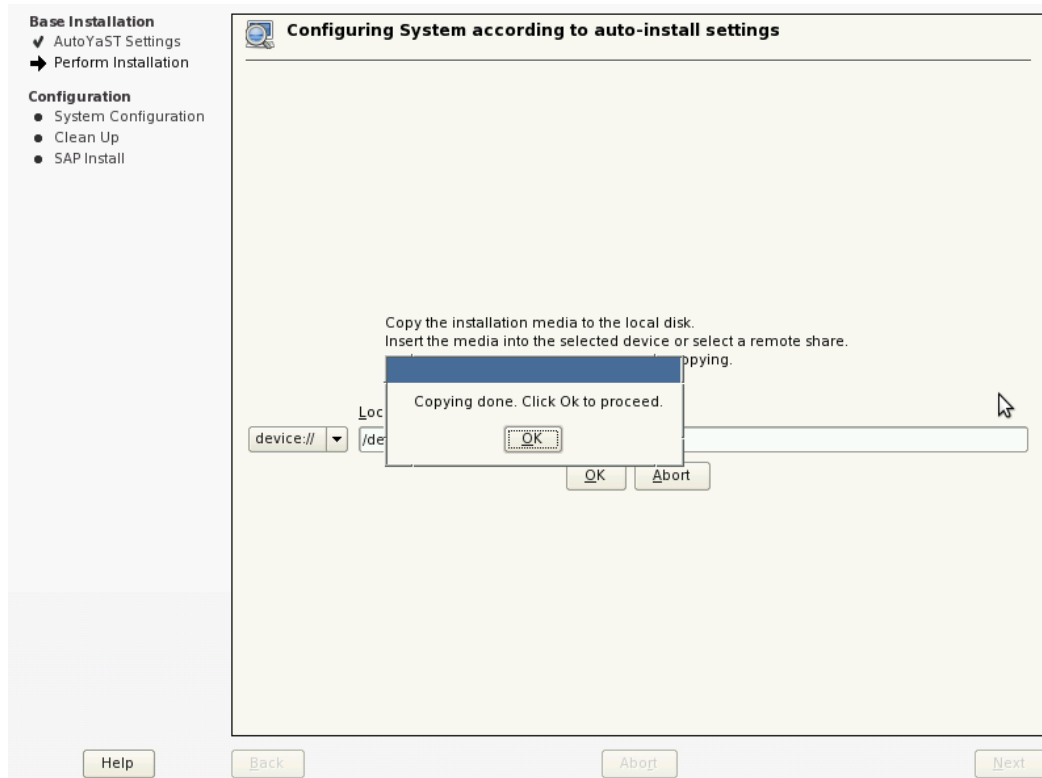 Base Installation
AutoYaST Settings
Perform Installation
Configuration
System Configuration
Clean Up
SAP Install
Configuring System according to auto-install settings
Copy the installation media to the local disk.
Insert the media into the selected device or select a remote share.
copying.
Copying done. Click Ok to proceed.
OK
device://
OK Abort
Help Back Abort Next